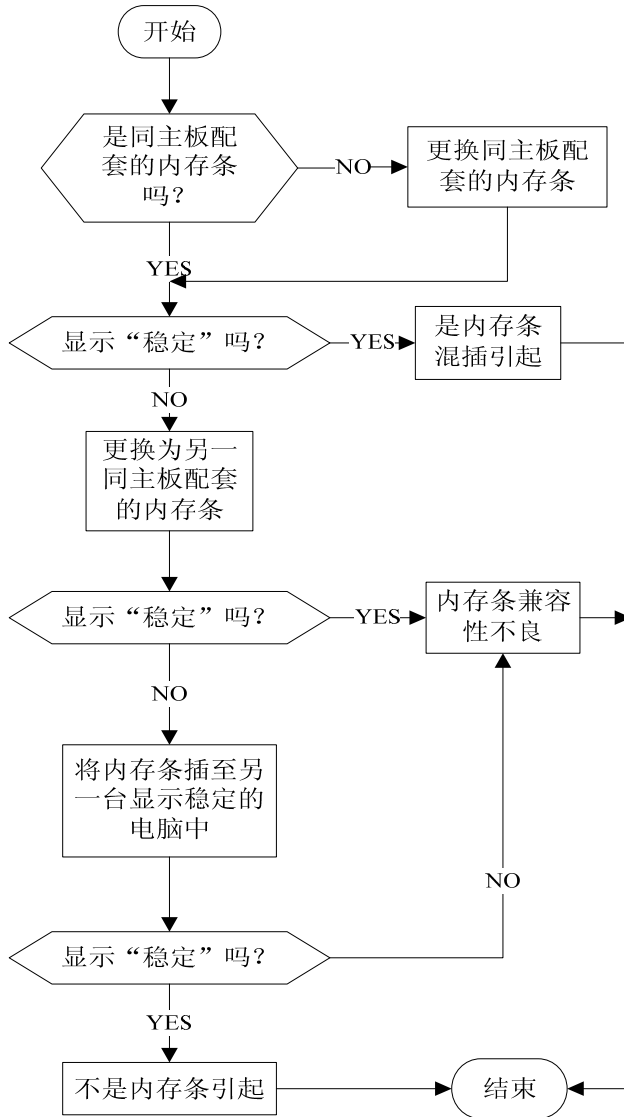 开始
是同主板配
套的内存条
吗？
NO
更换同主板配
套的内存条
YES
显示“稳定”吗？
YES
是内存条
混插引起
NO
更换为另一
同主板配套
的内存条
显示“稳定”吗？
YES
内存条兼容
性不良
NO
将内存条插至另
一台显示稳定的
电脑中
NO
显示“稳定”吗？
YES
不是内存条引起
结束